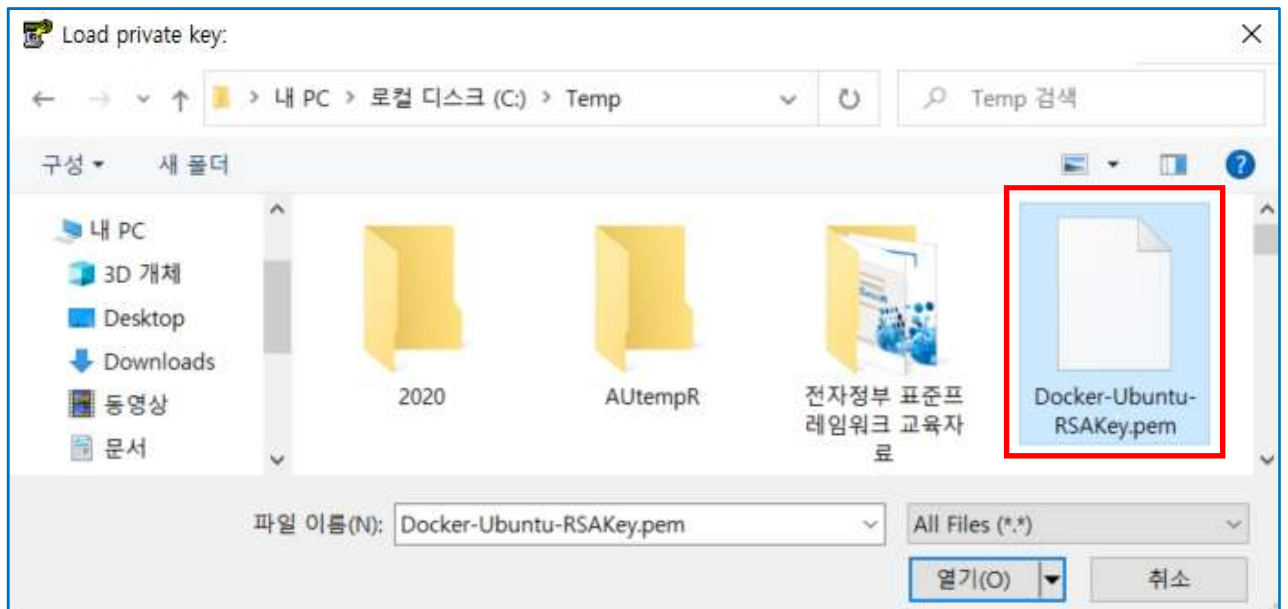 Load private key:
내 PC > 로컬 디스크 (C:) > Temp
Temp 검색
구성
새 폴더
내 PC
3D 개체
Desktop
Downloads
동영상
문서
2020
AUtempR
전자정부 표준프
레임워크 교육자
료
Docker-Ubuntu-
RSAKey.pem
파일 이름(N):
Docker-Ubuntu-RSAKey.pem
All Files (*.*)
열기(O)
취소